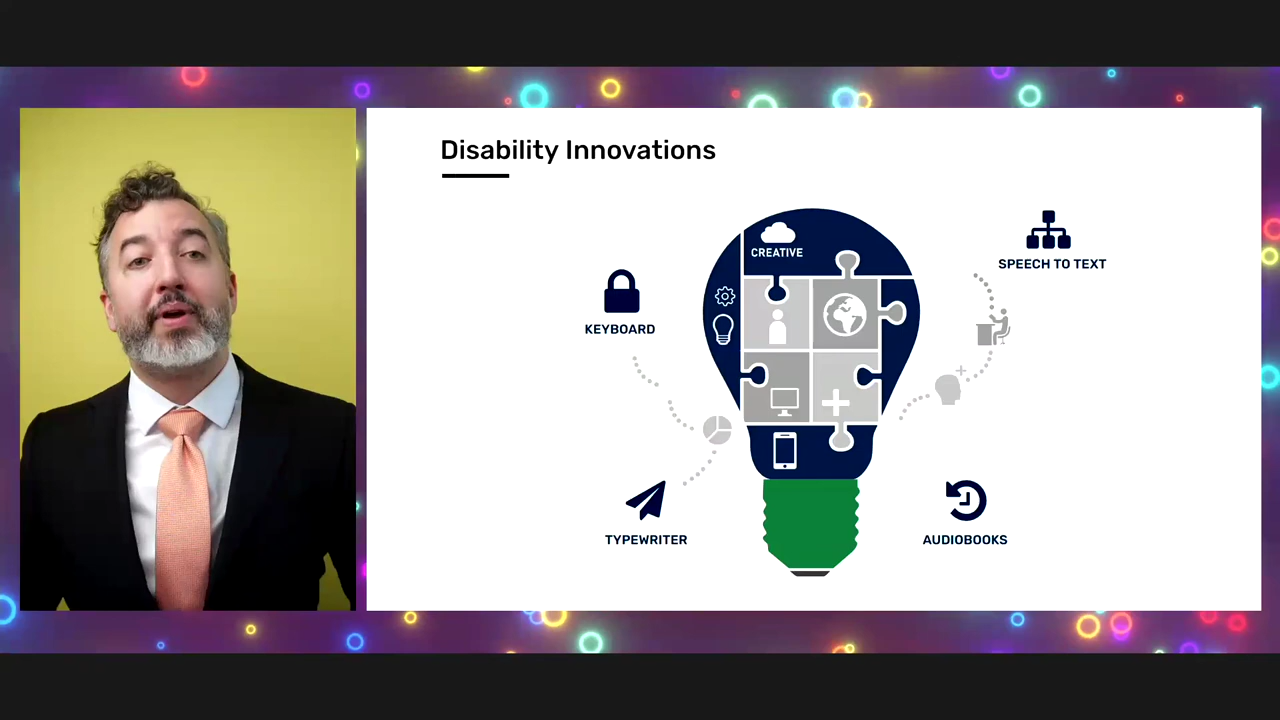 Disability Innovations
CREATIVE
SPEECH TO TEXT
KEYBOARD
TYPEWRITER
AUDIOBOOKS